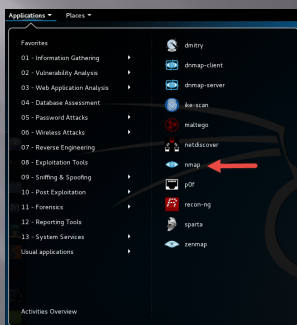 Applications ▾ Places ▾
Favorites
01 - Information Gathering
02 - Vulnerability Analysis
03 - Web Application Analysis
04 - Database Assessment
05 - Password Attacks
06 - Wireless Attacks
07 - Reverse Engineering
08 - Exploitation Tools
09 - Sniffing & Spoofing
10 - Post Exploitation
11 - Forensics
12 - Reporting Tools
13 - System Services
Usual applications
Activities Overview
dmitry
dnmap-client
dnmap-server
ike-scan
maltego
netdiscover
nmap
p0f
recon-ng
sparta
zenmap